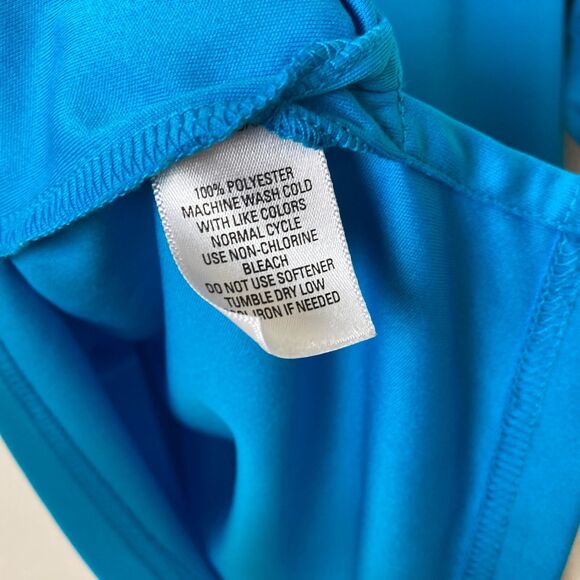 100% POLYESTER
MACHINE WASH COLD
WITH LIKE COLORS
NORMAL CYCLE
USE NON-CHLORINE
BLEACH
DO NOT USE SOFTENER
TUMBLE DRY LOW
IRON IF NEEDED